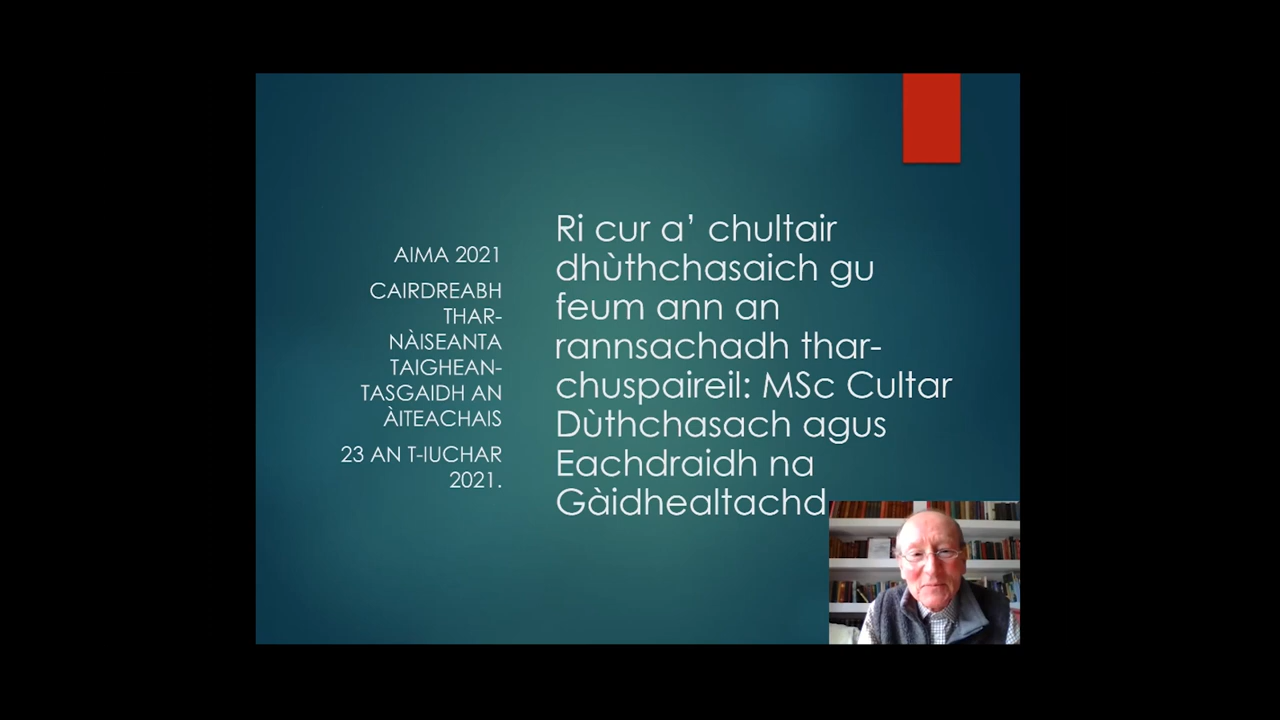 AIMA 2021
CAIRDREABH
THAR-
NÀISEANTA
TAIGHEAN-
TASGAIDH AN
ÀITEACHAIS
23 AN T-IUCHAR
2021.
Ri cur a’ chultair
dhùthchasaich gu
feum ann an
rannsachadh thar-
chuspaireil: MSc Cultar
Dùthchasach agus
Eachdraidh na
Gàidhealtachd